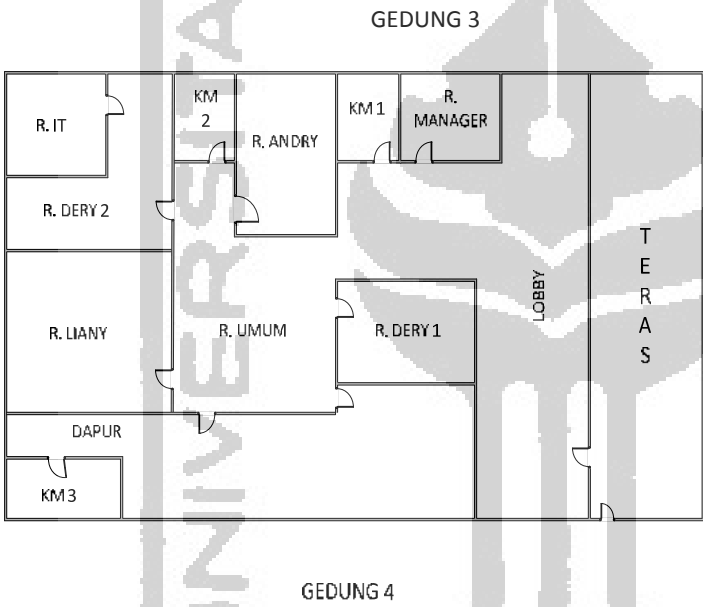 GEDUNG 3
R. IT
KM
2
R. ANDRY
KM 1
R.
MANAGER
R. DERY 2
R. LIANY
R. UMUM
R. DERY 1
LOBBY
T
E
R
A
S
DAPUR
KM 3
GEDUNG 4
UNIVERSITA